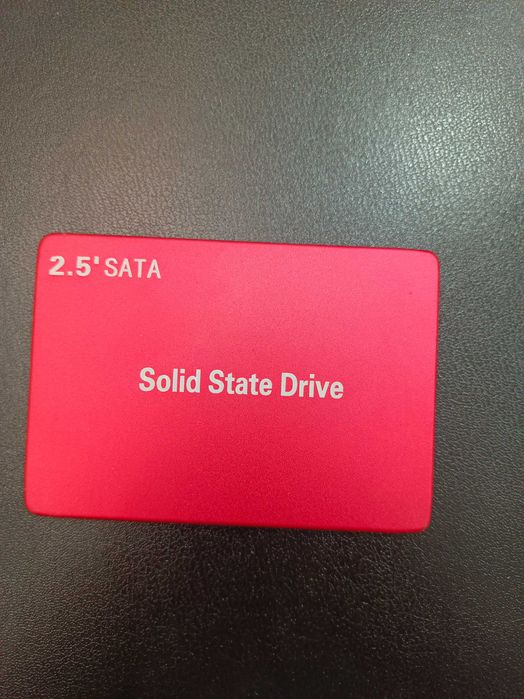 2.5' SATA
Solid State Drive